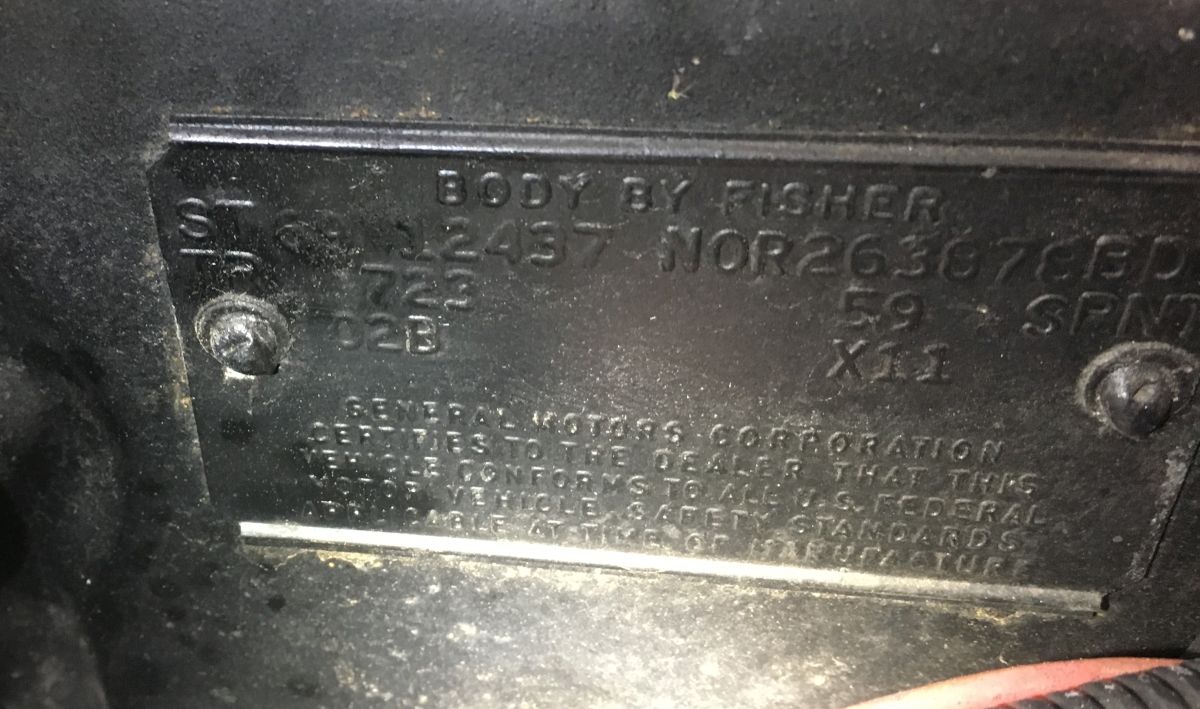 BODY BY FISHER
ST 69 12437 NOR263878BD
TR 723 59 SPNT
02B X11
GENERAL MOTORS CORPORATION
CERTIFIES TO THE DEALER THAT THIS
VEHICLE CONFORMS TO ALL U.S. FEDERAL
MOTOR VEHICLE SAFETY STANDARDS
APPLICABLE AT TIME OF MANUFACTURE